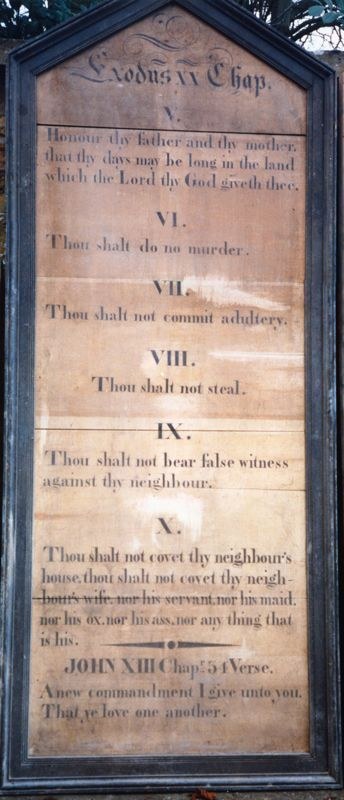 Exodus XX Chap.
V.
Honour thy father and thy mother,
that thy days may be long in the land
which the Lord thy God giveth thee.
VI.
Thou shalt do no murder.
VII.
Thou shalt not commit adultery.
VIII.
Thou shalt not steal.
IX.
Thou shalt not bear false witness
against thy neighbour.
X.
Thou shalt not covet thy neighbour's
house, thou shalt not covet thy neigh-
bour's wife, nor his servant, nor his maid,
nor his ox, nor his ass, nor any thing that
is his.
JOHN XIII Chapr. 34 Verse.
A new commandment I give unto you,
That ye love one another.